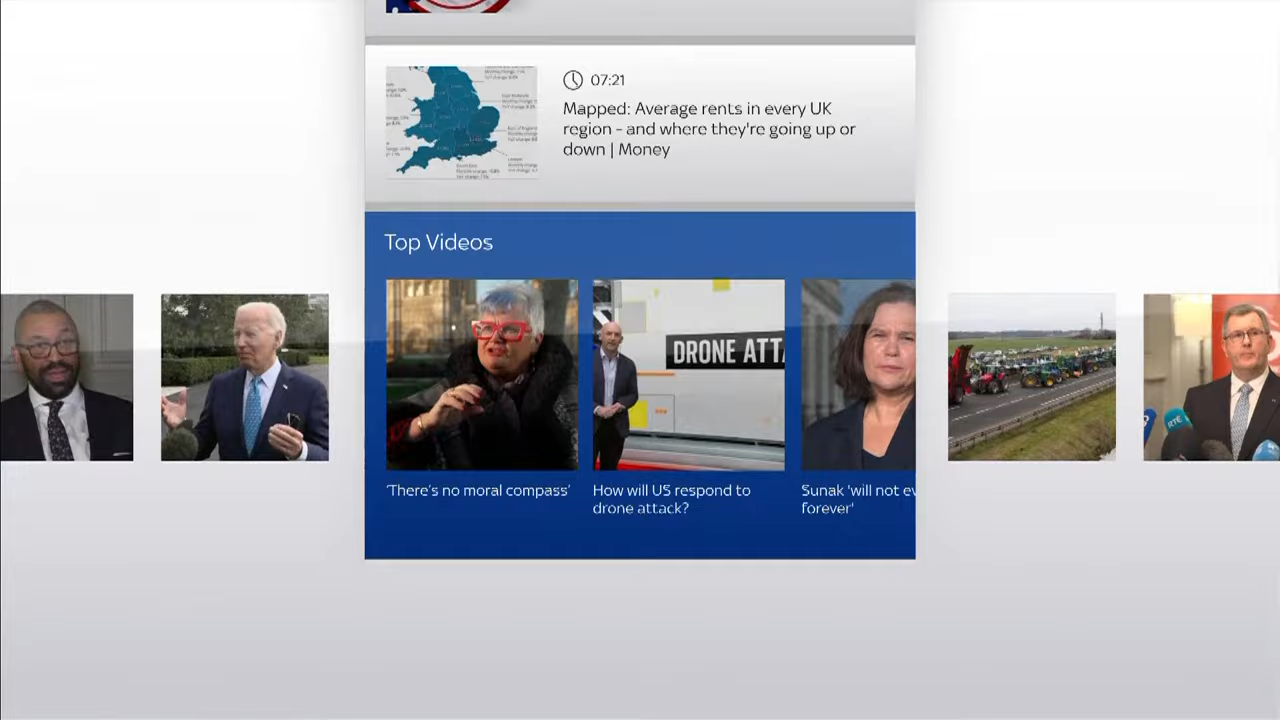 07:21
Mapped: Average rents in every UK
region - and where they're going up or
down | Money
Top Videos
DRONE ATTA
RTÉ
'There's no moral compass'
How will US respond to
drone attack?
Sunak 'will not ev
forever'